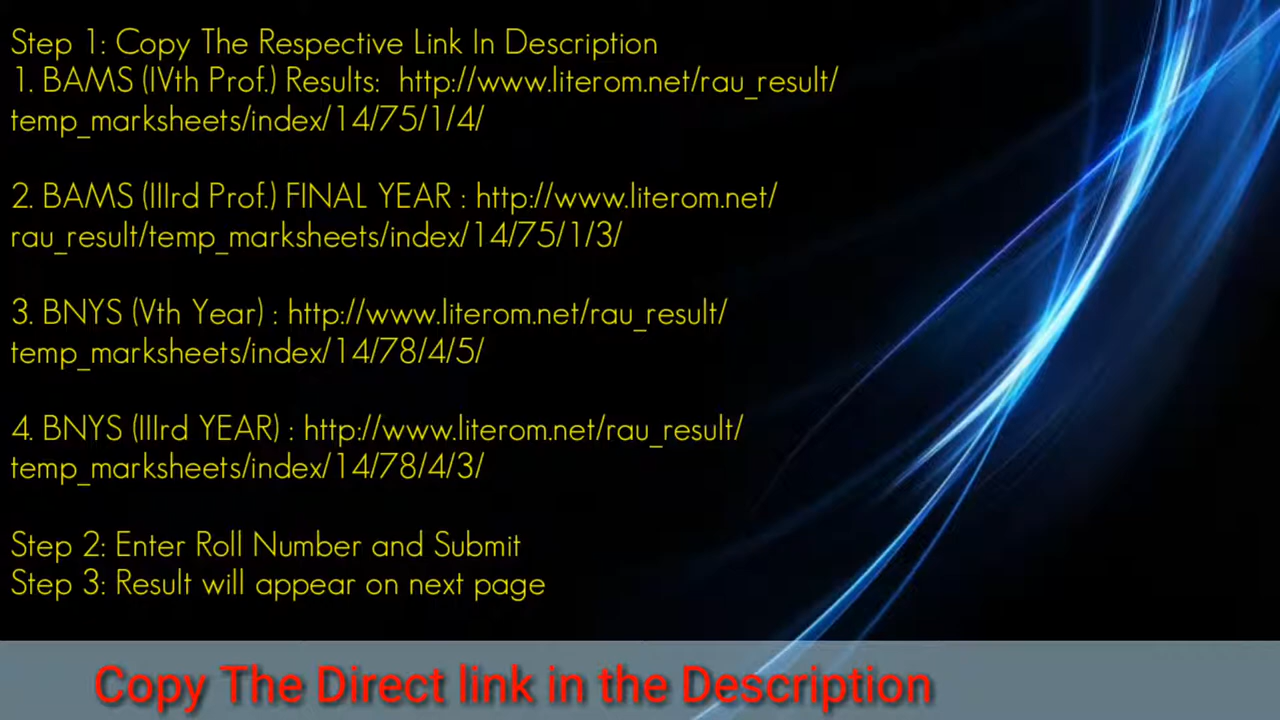 Step 1: Copy The Respective Link In Description
1. BAMS (IVth Prof.) Results: http://www.literom.net/rau_result/
temp_marksheets/index/14/75/1/4/
2. BAMS (IIIrd Prof.) FINAL YEAR : http://www.literom.net/
rau_result/temp_marksheets/index/14/75/1/3/
3. BNYS (Vth Year) : http://www.literom.net/rau_result/
temp_marksheets/index/14/78/4/5/
4. BNYS (IIIrd YEAR) : http://www.literom.net/rau_result/
temp_marksheets/index/14/78/4/3/
Step 2: Enter Roll Number and Submit
Step 3: Result will appear on next page
Copy The Direct link in the Description